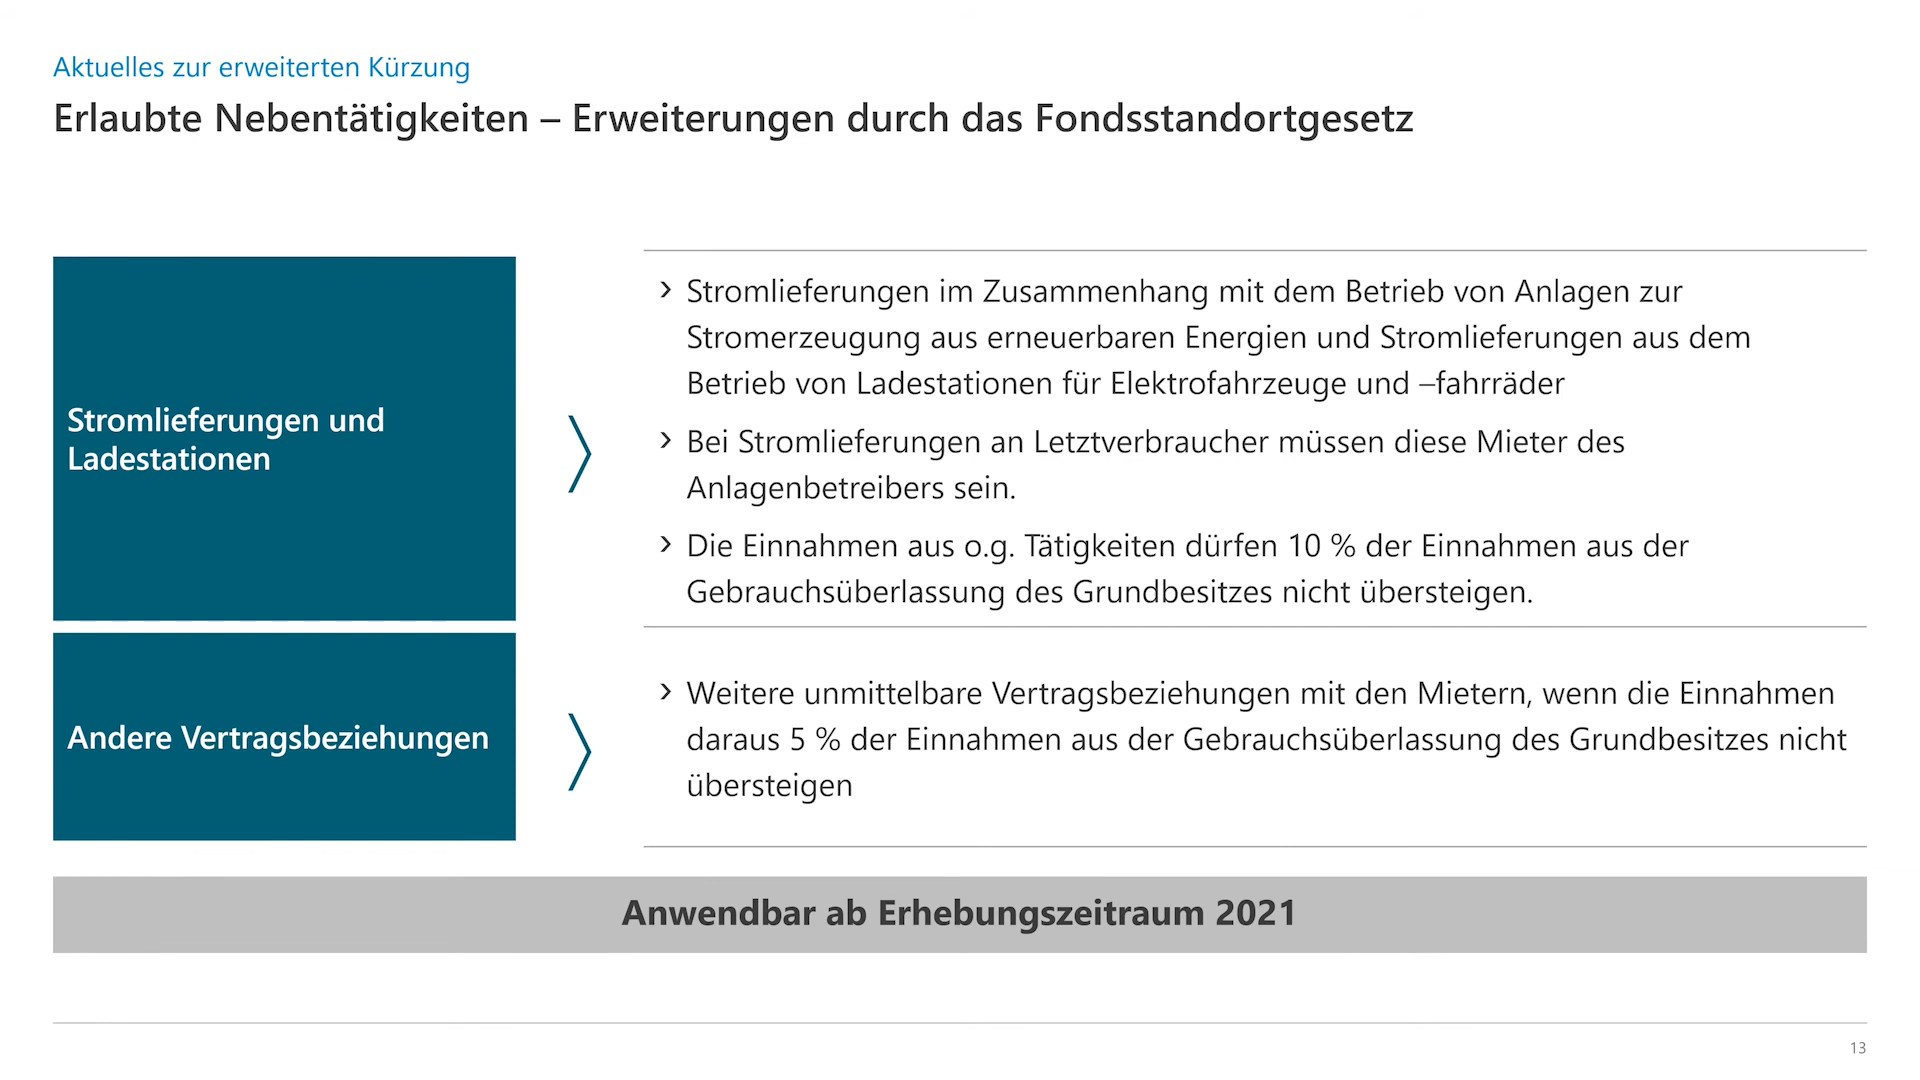 Aktuelles zur erweiterten Kürzung
Erlaubte Nebentätigkeiten – Erweiterungen durch das Fondsstandortgesetz
Stromlieferungen und
Ladestationen
› Stromlieferungen im Zusammenhang mit dem Betrieb von Anlagen zur
Stromerzeugung aus erneuerbaren Energien und Stromlieferungen aus dem
Betrieb von Ladestationen für Elektrofahrzeuge und –fahrräder
› Bei Stromlieferungen an Letztverbraucher müssen diese Mieter des
Anlagenbetreibers sein.
› Die Einnahmen aus o.g. Tätigkeiten dürfen 10 % der Einnahmen aus der
Gebrauchsüberlassung des Grundbesitzes nicht übersteigen.
Andere Vertragsbeziehungen
› Weitere unmittelbare Vertragsbeziehungen mit den Mietern, wenn die Einnahmen
daraus 5 % der Einnahmen aus der Gebrauchsüberlassung des Grundbesitzes nicht
übersteigen
Anwendbar ab Erhebungszeitraum 2021
13